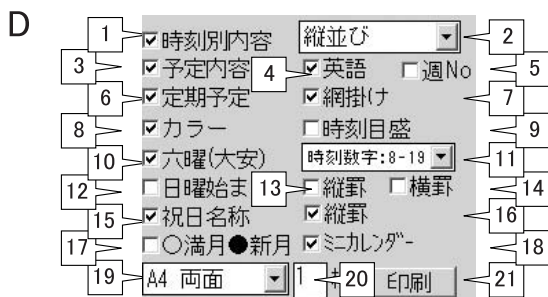 D
1 時刻別内容 縦並び 2
3 予定内容 4 英語 週No 5
6 定期予定 網掛け 7
8 カラー 時刻目盛 9
10 六曜(大安) 時刻数字:8-19 11
12 日曜始ま 13 縦罫 横罫 14
15 祝日名称 縦罫 16
17 ○満月●新月 ミニカレンダー 18
19 A4 両面 1 20 印刷 21